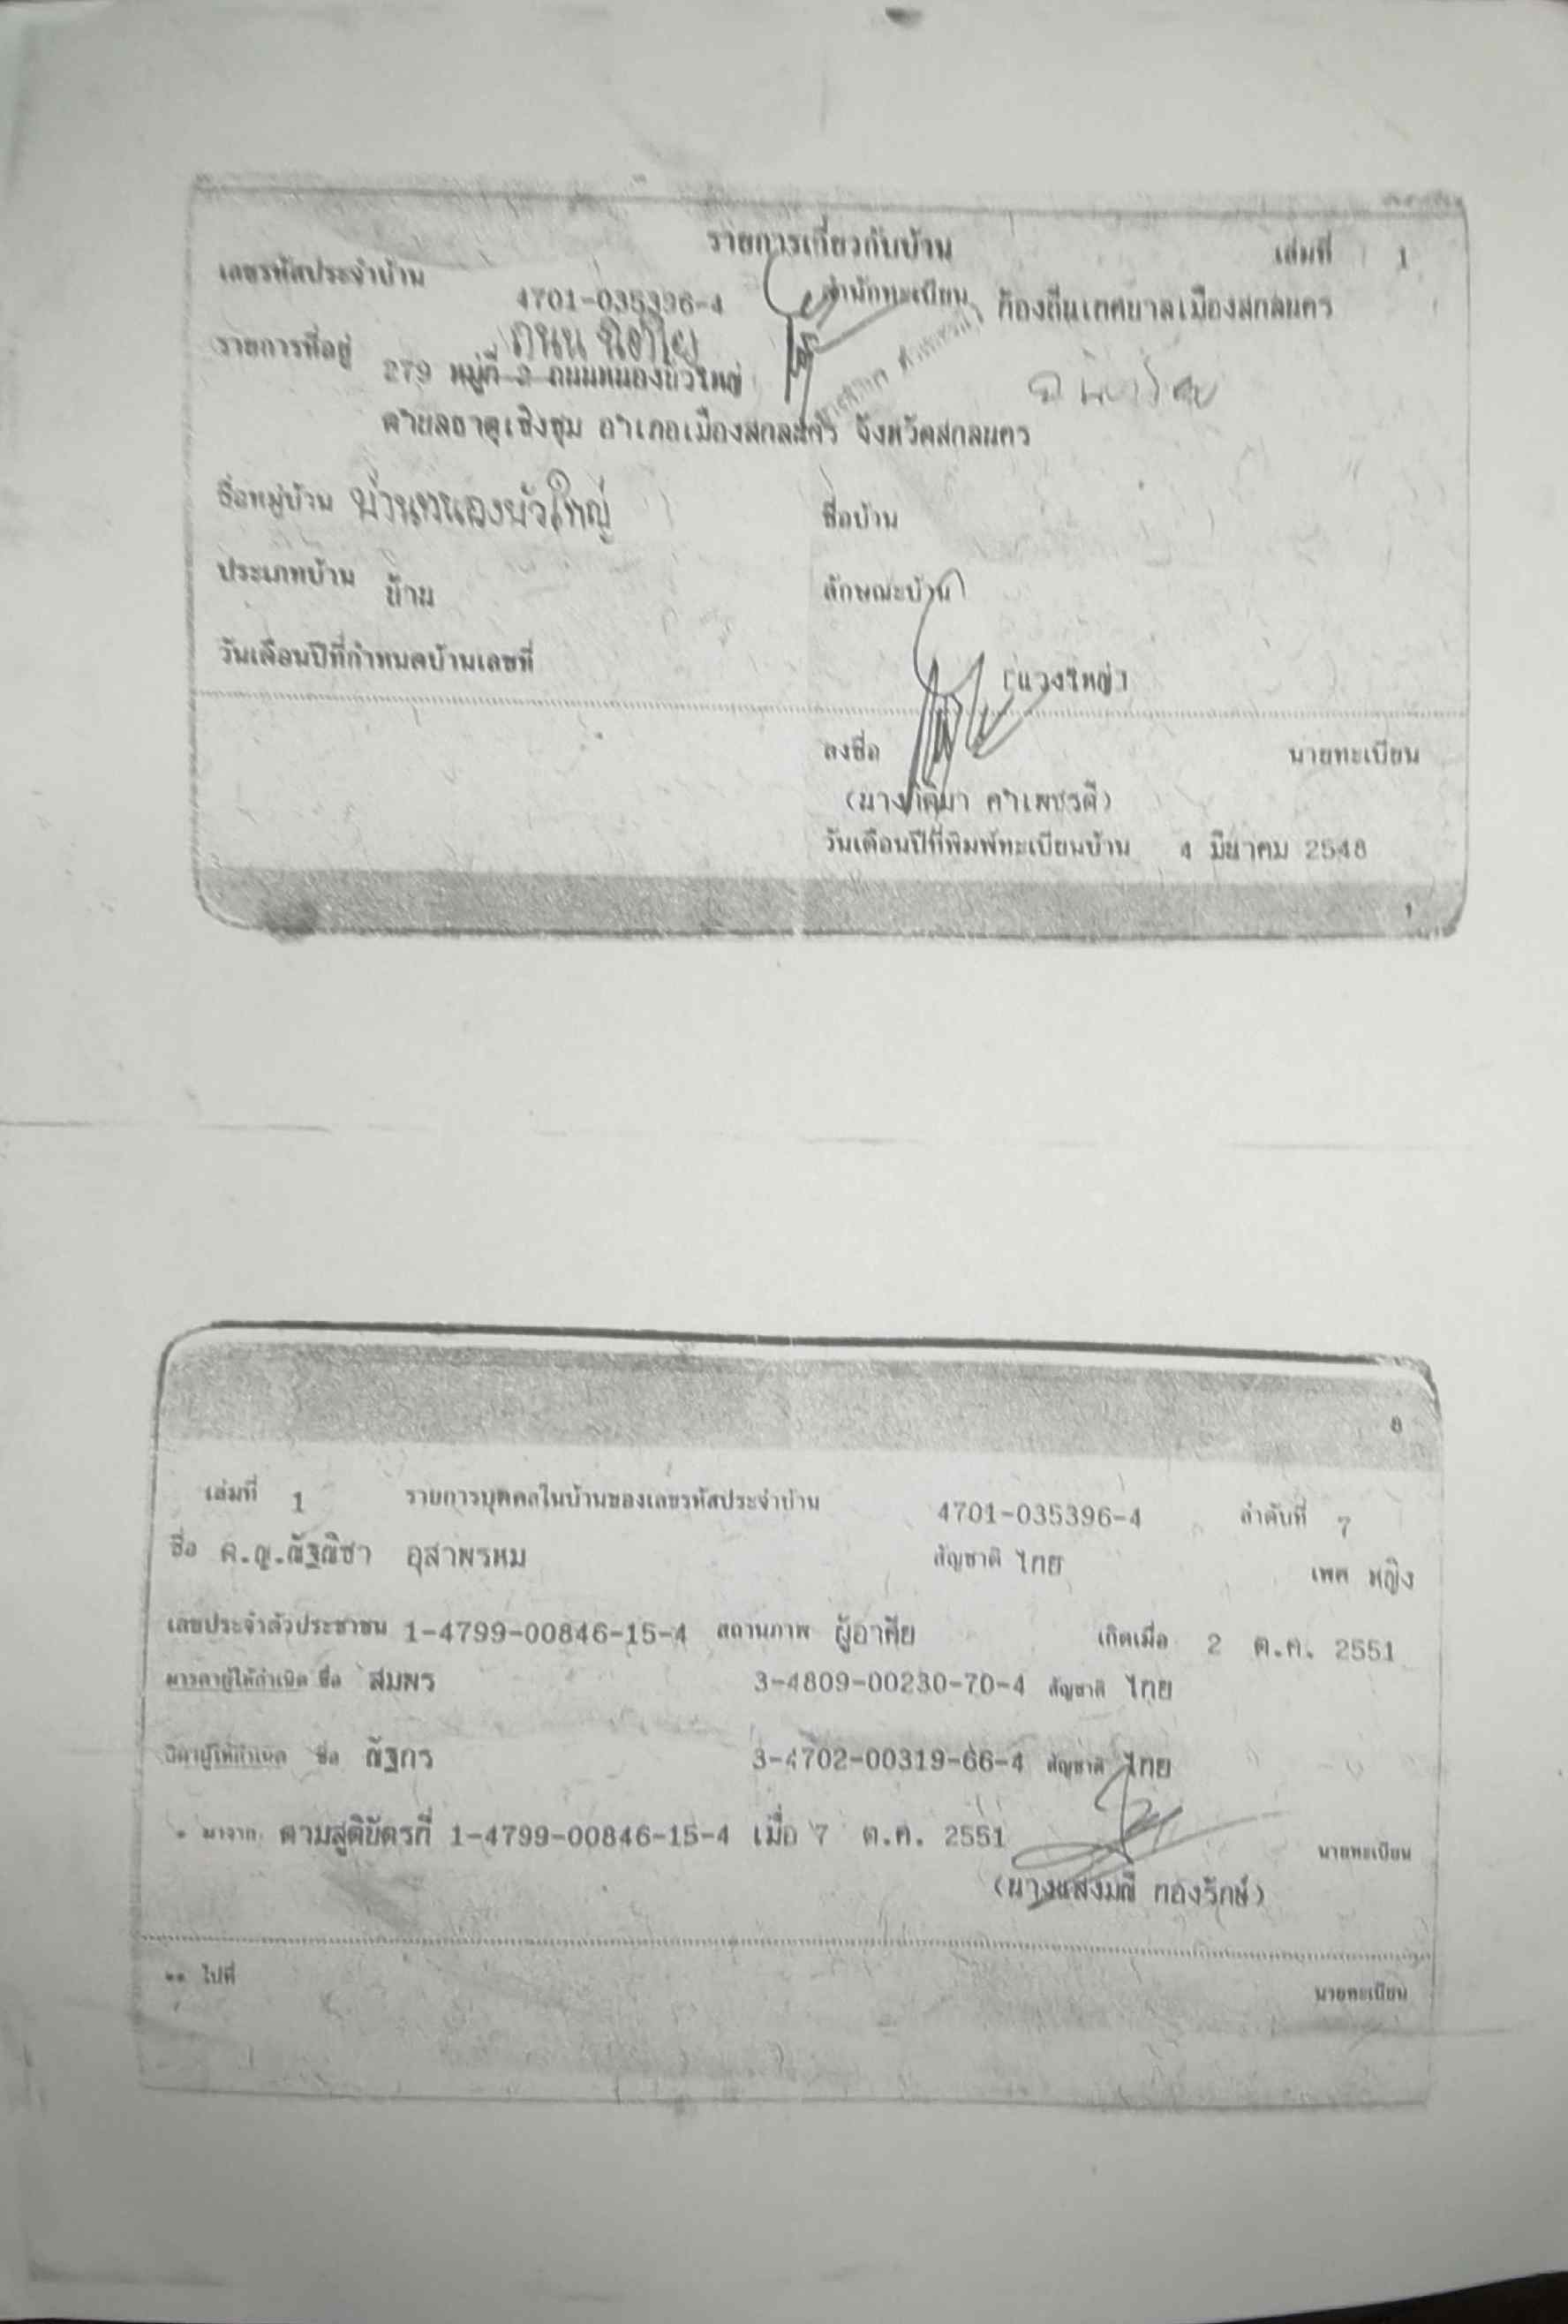 รายการเกี่ยวกับบ้าน เล่มที่ 1
เลขรหัสประจำบ้าน 4701-035396-4 สำนักทะเบียน ท้องถิ่นเทศบาลเมืองสกลนคร
ถนน นิตโย
รายการที่อยู่ 279 หมู่ที่ 2 ถนนหนองบัวใหญ่
ตำบลธาตุเชิงชุม อำเภอเมืองสกลนคร จังหวัดสกลนคร
ชื่อหมู่บ้าน บ้านหนองบัวใหญ่ ชื่อบ้าน
ประเภทบ้าน บ้าน ลักษณะบ้าน
วันเดือนปีที่กำหนดบ้านเลขที่
[แวงใหญ่]
ลงชื่อ นายทะเบียน
วันเดือนปีที่พิมพ์ทะเบียนบ้าน 4 มีนาคม 2548
1
8
เล่มที่ 1 รายการบุคคลในบ้านของเลขรหัสประจำบ้าน 4701-035396-4 ลำดับที่ 7
ชื่อ ด.ญ.ณัฐณิชา อุสาพรหม สัญชาติ ไทย เพศ หญิง
เลขประจำตัวประชาชน 1-4799-00846-15-4 สถานภาพ ผู้อาศัย เกิดเมื่อ 2 ต.ค. 2551
มารดาผู้ให้กำเนิด ชื่อ สมพร 3-4809-00230-70-4 สัญชาติ ไทย
บิดาผู้ให้กำเนิด ชื่อ ณัฐกร 3-4702-00319-66-4 สัญชาติ ไทย
* มาจาก ตามสูติบัตรที่ 1-4799-00846-15-4 เมื่อ 7 ต.ค. 2551
นายทะเบียน
(นางแสงมณี ทองรักษ์)
** ไปที่
นายทะเบียน